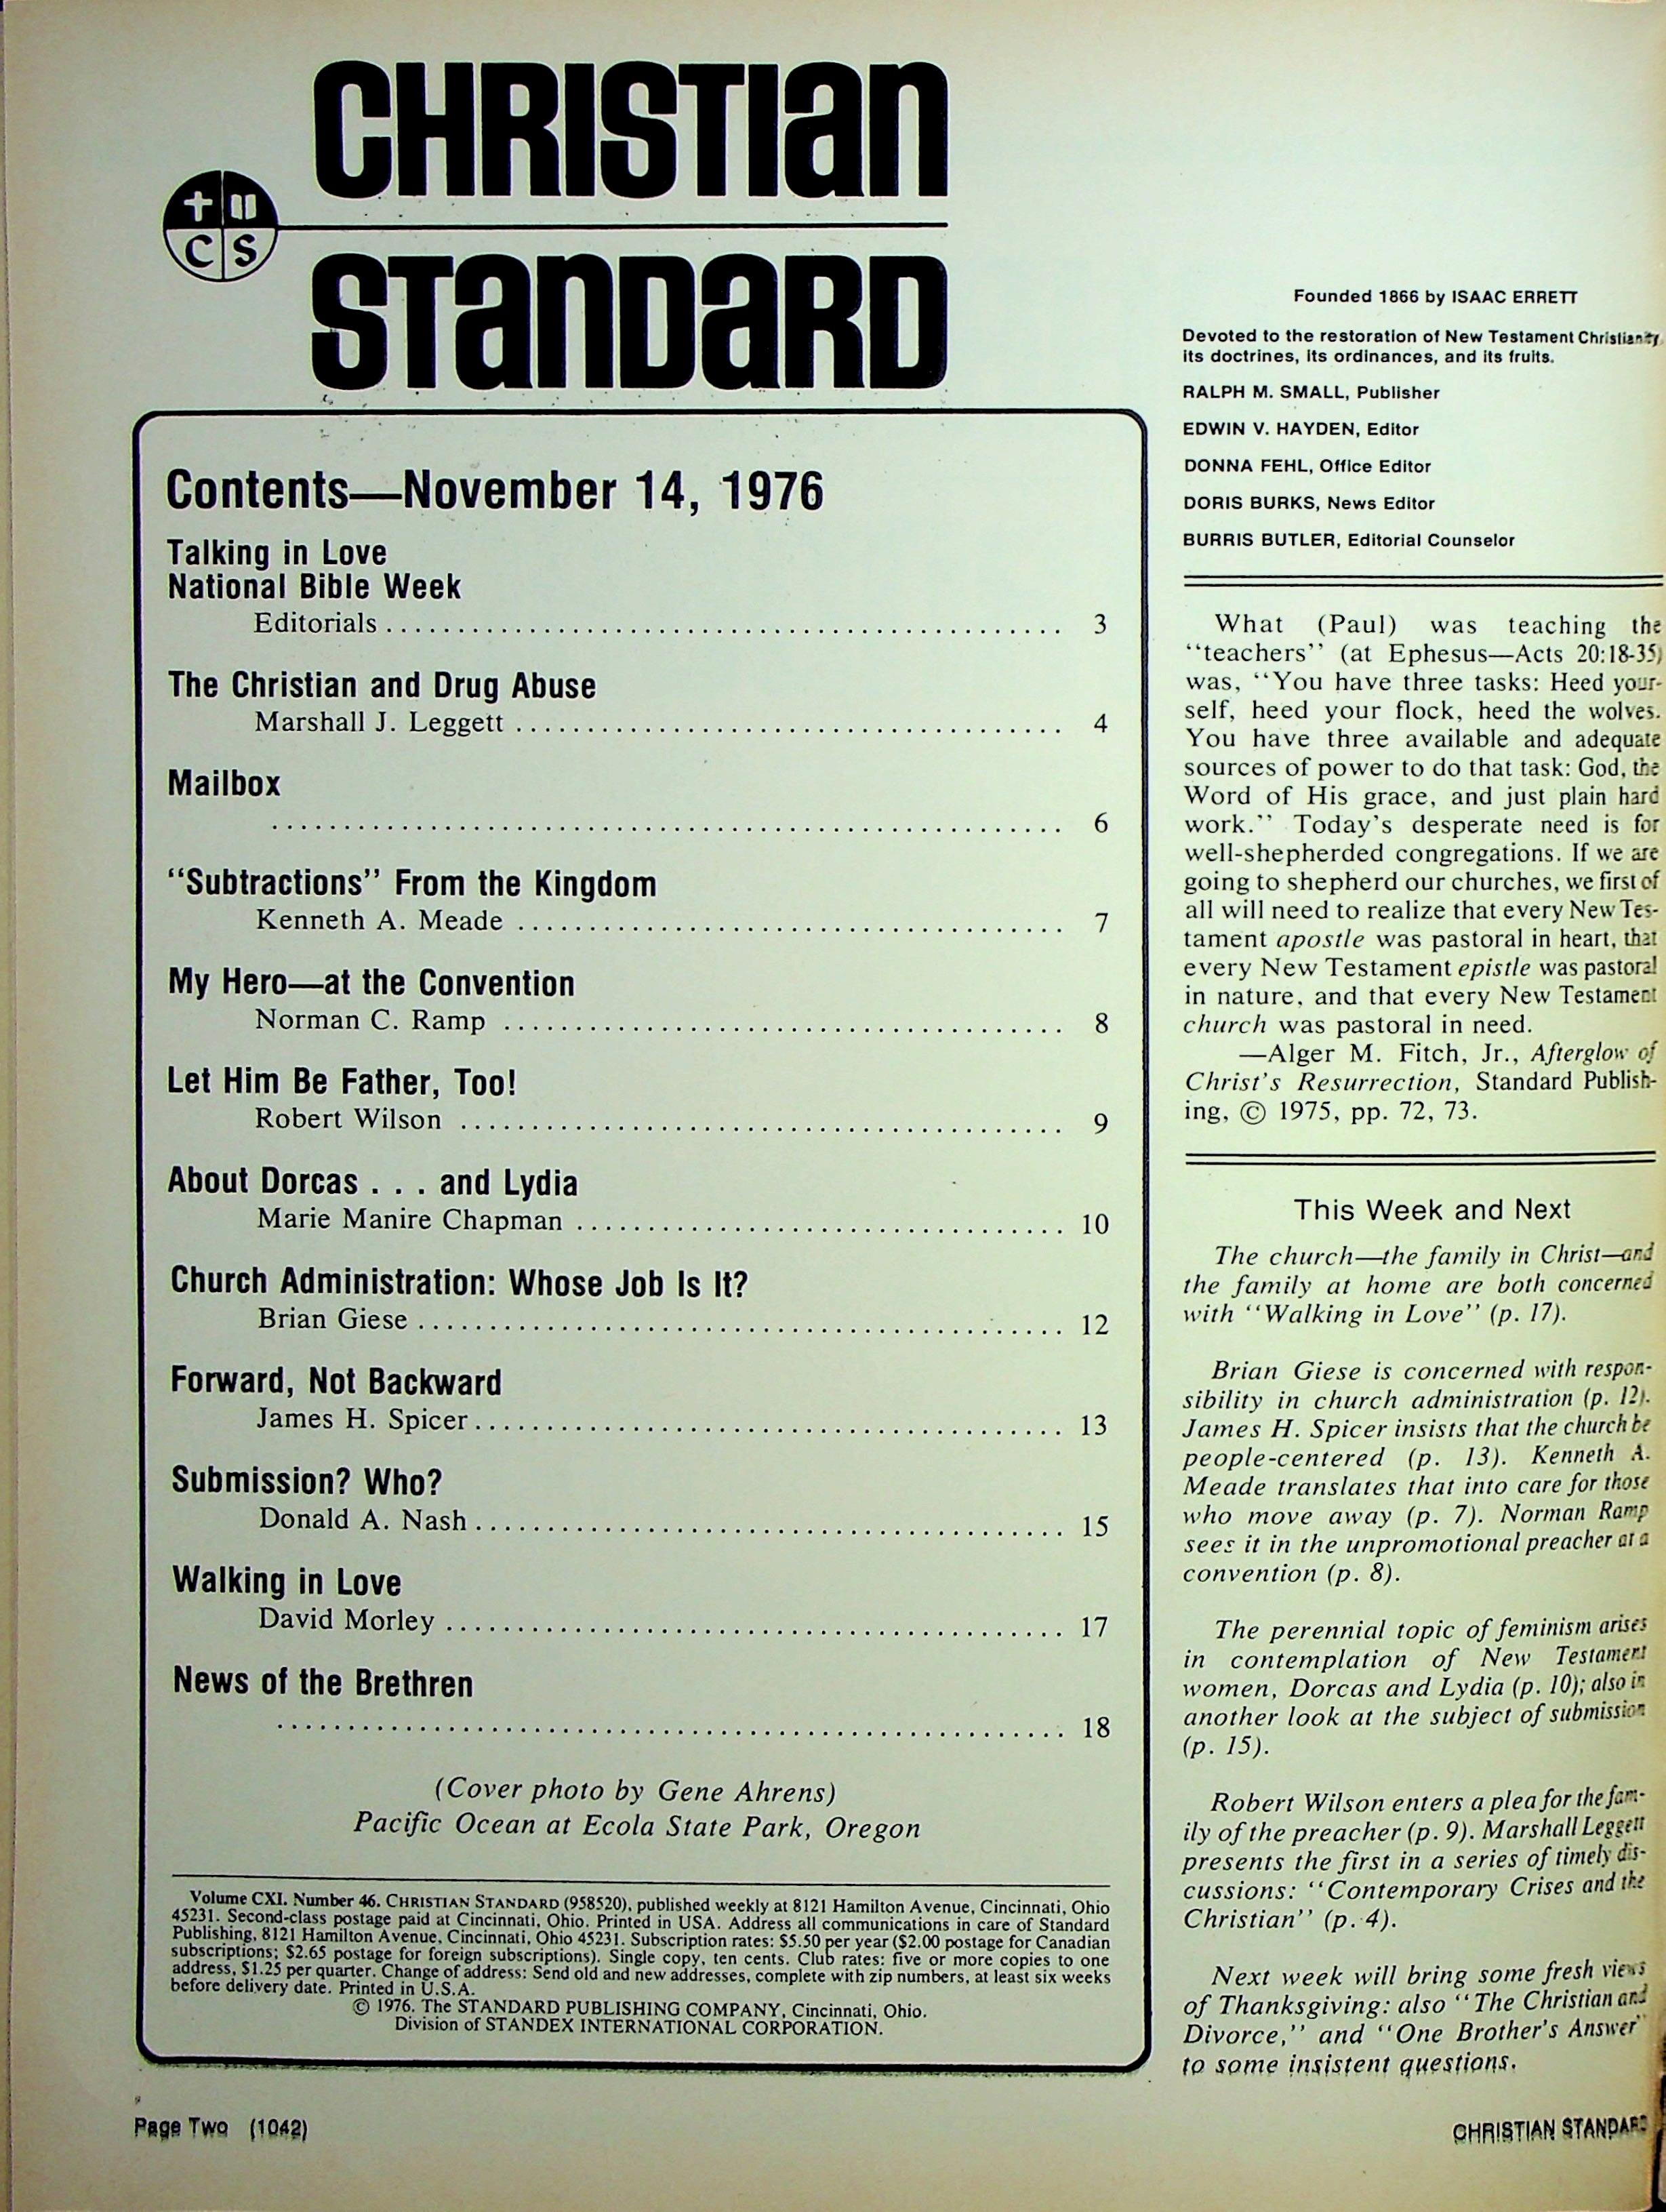 CHRISTIAN
STANDARD
C S
Contents—November 14, 1976
Talking in Love
National Bible Week
Editorials . . . . . . . . . . 3
The Christian and Drug Abuse
Marshall J. Leggett . . . . . . . . . . 4
Mailbox
. . . . . . . . . . 6
“Subtractions” From the Kingdom
Kenneth A. Meade . . . . . . . . . . 7
My Hero—at the Convention
Norman C. Ramp . . . . . . . . . . 8
Let Him Be Father, Too!
Robert Wilson . . . . . . . . . . 9
About Dorcas . . . and Lydia
Marie Manire Chapman . . . . . . . . . . 10
Church Administration: Whose Job Is It?
Brian Giese . . . . . . . . . . 12
Forward, Not Backward
James H. Spicer . . . . . . . . . . 13
Submission? Who?
Donald A. Nash . . . . . . . . . . 15
Walking in Love
David Morley . . . . . . . . . . 17
News of the Brethren
. . . . . . . . . . 18
(Cover photo by Gene Ahrens)
Pacific Ocean at Ecola State Park, Oregon
Volume CXI. Number 46. CHRISTIAN STANDARD (958520), published weekly at 8121 Hamilton Avenue, Cincinnati, Ohio
45231. Second-class postage paid at Cincinnati, Ohio. Printed in USA. Address all communications in care of Standard
Publishing, 8121 Hamilton Avenue, Cincinnati, Ohio 45231. Subscription rates: $5.50 per year ($2.00 postage for Canadian
subscriptions; $2.65 postage for foreign subscriptions). Single copy, ten cents. Club rates: five or more copies to one
address, $1.25 per quarter. Change of address: Send old and new addresses, complete with zip numbers, at least six weeks
before delivery date. Printed in U.S.A.
© 1976. The STANDARD PUBLISHING COMPANY, Cincinnati, Ohio.
Division of STANDEX INTERNATIONAL CORPORATION.
Founded 1866 by ISAAC ERRETT
Devoted to the restoration of New Testament Christianity,
its doctrines, its ordinances, and its fruits.
RALPH M. SMALL, Publisher
EDWIN V. HAYDEN, Editor
DONNA FEHL, Office Editor
DORIS BURKS, News Editor
BURRIS BUTLER, Editorial Counselor
What (Paul) was teaching the
“teachers” (at Ephesus—Acts 20:18-35)
was, “You have three tasks: Heed your-
self, heed your flock, heed the wolves.
You have three available and adequate
sources of power to do that task: God, the
Word of His grace, and just plain hard
work.” Today’s desperate need is for
well-shepherded congregations. If we are
going to shepherd our churches, we first of
all will need to realize that every New Tes-
tament apostle was pastoral in heart, that
every New Testament epistle was pastoral
in nature, and that every New Testament
church was pastoral in need.
—Alger M. Fitch, Jr., Afterglow of
Christ’s Resurrection, Standard Publish-
ing, © 1975, pp. 72, 73.
This Week and Next
The church—the family in Christ—and
the family at home are both concerned
with “Walking in Love” (p. 17).
Brian Giese is concerned with respon-
sibility in church administration (p. 12).
James H. Spicer insists that the church be
people-centered (p. 13). Kenneth A.
Meade translates that into care for those
who move away (p. 7). Norman Ramp
sees it in the unpromotional preacher at a
convention (p. 8).
The perennial topic of feminism arises
in contemplation of New Testament
women, Dorcas and Lydia (p. 10); also in
another look at the subject of submission
(p. 15).
Robert Wilson enters a plea for the fam-
ily of the preacher (p. 9). Marshall Leggett
presents the first in a series of timely dis-
cussions: “Contemporary Crises and the
Christian” (p. 4).
Next week will bring some fresh views
of Thanksgiving: also “The Christian and
Divorce,” and “One Brother’s Answer”
to some insistent questions.
Page Two (1042)
CHRISTIAN STANDARD